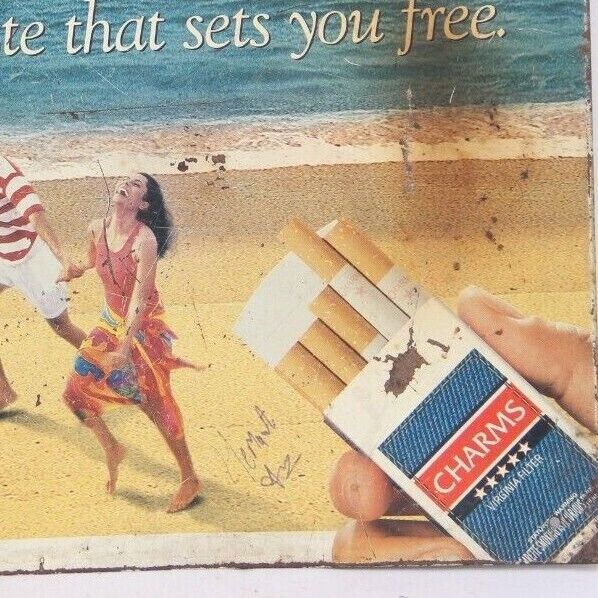 te that sets you free.
CHARMS
★★★★★
VIRGINIA FILTER